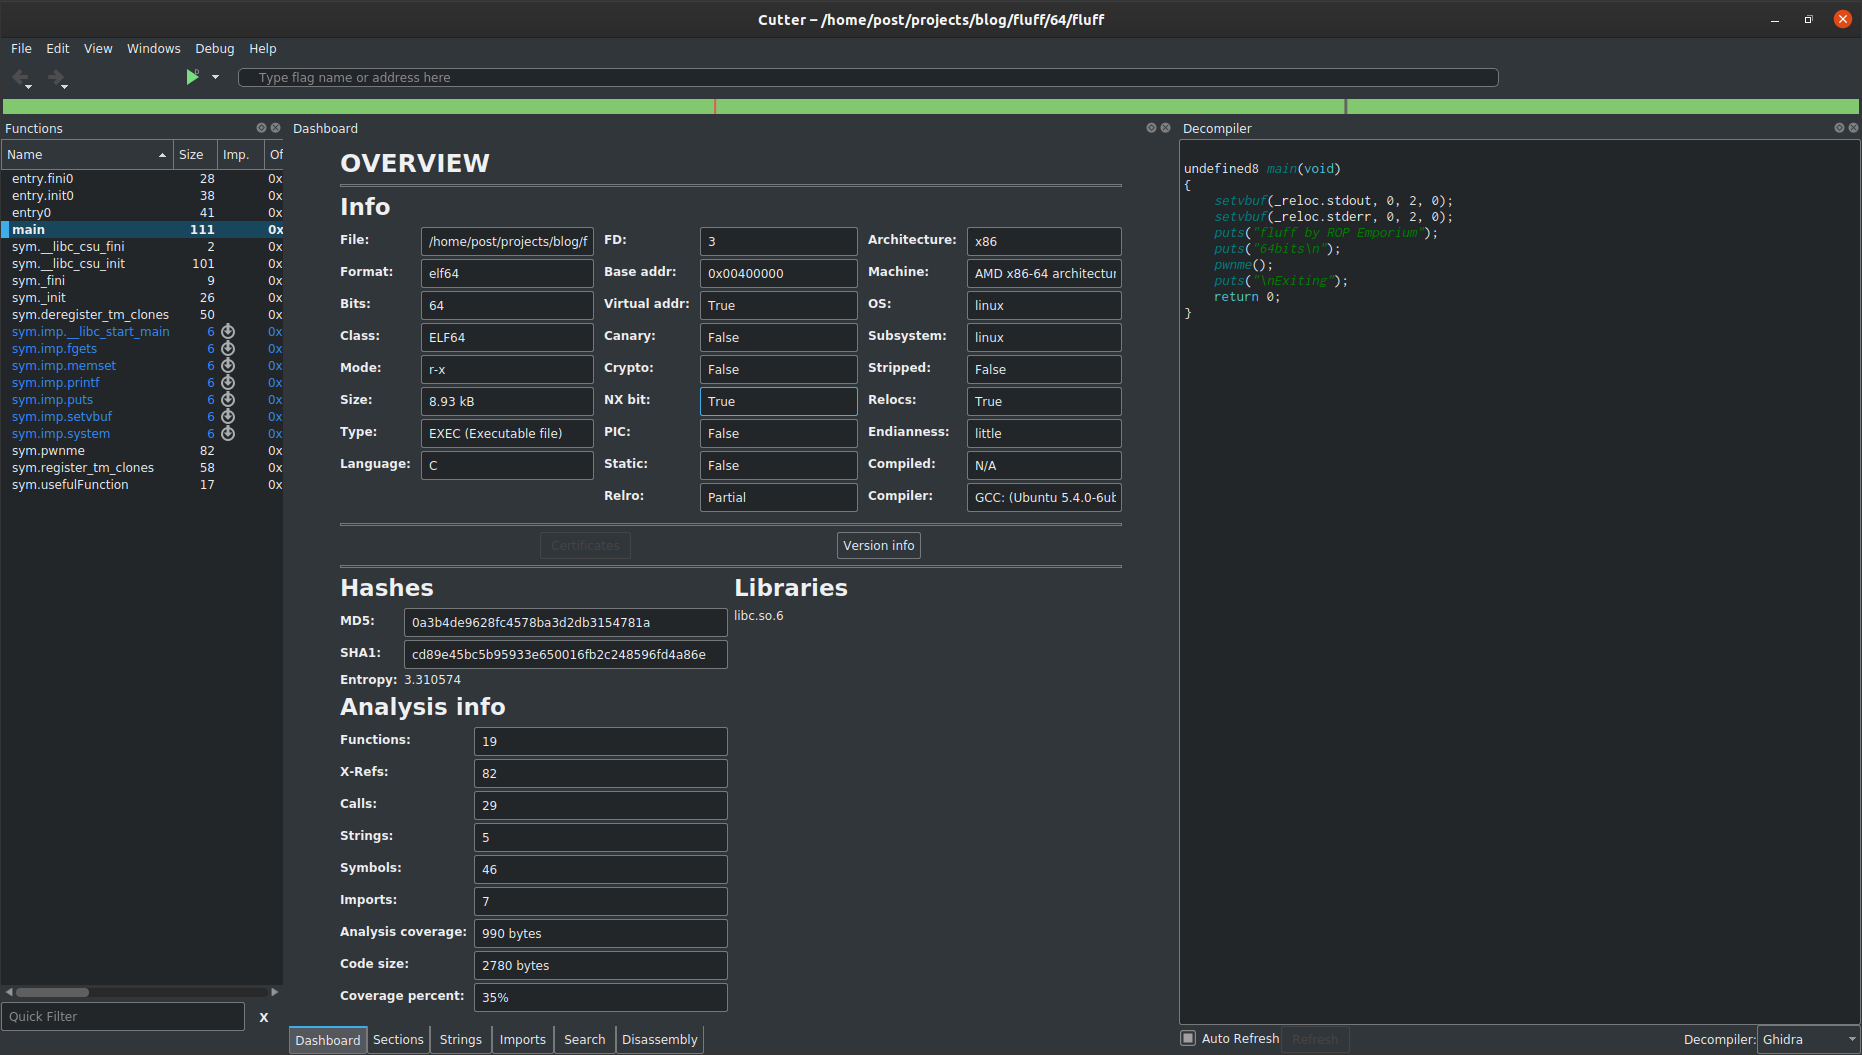 Cutter – /home/post/projects/blog/fluff/64/fluff
File Edit View Windows Debug Help
Type flag name or address here
Functions
Name Size Imp. Of
entry.fini0 28 0x
entry.init0 38 0x
entry0 41 0x
main 111 0x
sym.__libc_csu_fini 2 0x
sym.__libc_csu_init 101 0x
sym._fini 9 0x
sym._init 26 0x
sym.deregister_tm_clones 50 0x
sym.imp.__libc_start_main 6 0x
sym.imp.fgets 6 0x
sym.imp.memset 6 0x
sym.imp.printf 6 0x
sym.imp.puts 6 0x
sym.imp.setvbuf 6 0x
sym.imp.system 6 0x
sym.pwnme 82 0x
sym.register_tm_clones 58 0x
sym.usefulFunction 17 0x
Quick Filter X
Dashboard
OVERVIEW
Info
File: /home/post/projects/blog/f FD: 3 Architecture: x86
Format: elf64 Base addr: 0x00400000 Machine: AMD x86-64 architectur
Bits: 64 Virtual addr: True OS: linux
Class: ELF64 Canary: False Subsystem: linux
Mode: r-x Crypto: False Stripped: False
Size: 8.93 kB NX bit: True Relocs: True
Type: EXEC (Executable file) PIC: False Endianness: little
Language: C Static: False Compiled: N/A
Relro: Partial Compiler: GCC: (Ubuntu 5.4.0-6ub
Certificates Version info
Hashes
MD5: 0a3b4de9628fc4578ba3d2db3154781a
SHA1: cd89e45bc5b95933e650016fb2c248596fd4a86e
Entropy: 3.310574
Libraries
libc.so.6
Analysis info
Functions: 19
X-Refs: 82
Calls: 29
Strings: 5
Symbols: 46
Imports: 7
Analysis coverage: 990 bytes
Code size: 2780 bytes
Coverage percent: 35%
Dashboard Sections Strings Imports Search Disassembly
Decompiler
undefined8 main(void)
{
setvbuf(_reloc.stdout, 0, 2, 0);
setvbuf(_reloc.stderr, 0, 2, 0);
puts("fluff by ROP Emporium");
puts("64bits\n");
pwnme();
puts("\nExiting");
return 0;
}
Auto Refresh Refresh Decompiler: Ghidra